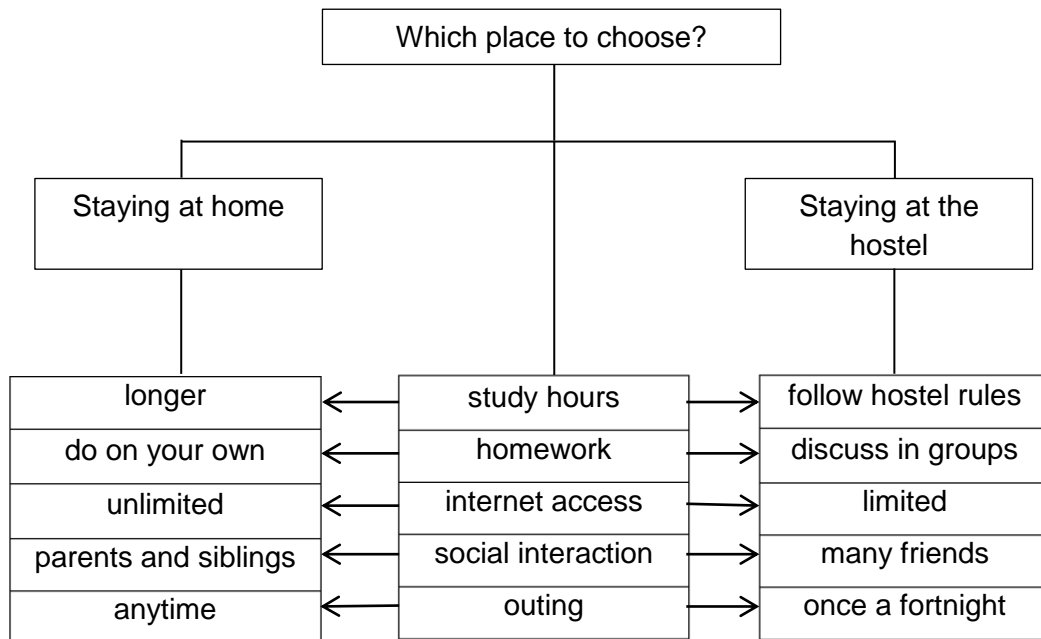 Which place to choose?
Staying at home
Staying at the
hostel
longer
study hours
follow hostel rules
do on your own
homework
discuss in groups
unlimited
internet access
limited
parents and siblings
social interaction
many friends
anytime
outing
once a fortnight